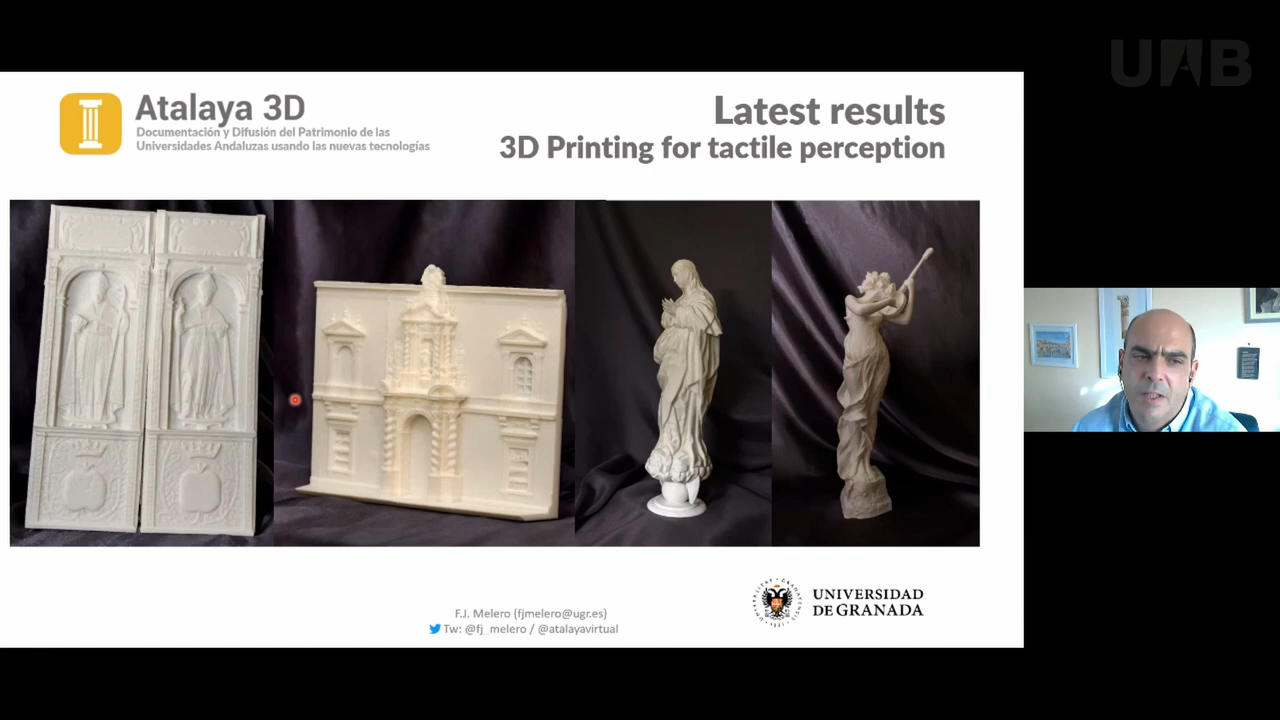 UAB
Atalaya 3D
Documentación y Difusión del Patrimonio de las
Universidades Andaluzas usando las nuevas tecnologías
Latest results
3D Printing for tactile perception
F.J. Melero (fjmelero@ugr.es)
Tw: @fj_melero / @atalayavirtual
UNIVERSIDAD
DE GRANADA